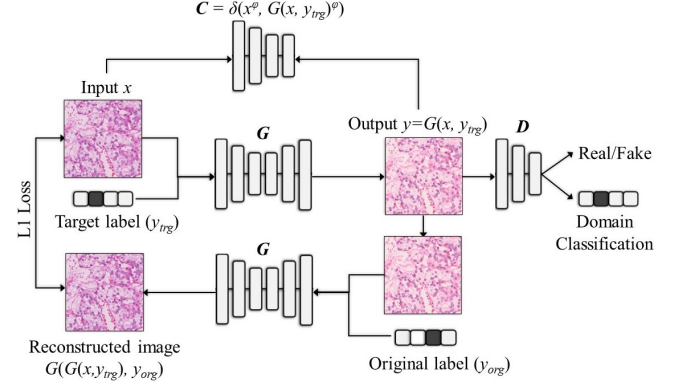 C = δ(x^φ, G(x, y_trg)^φ)
Input x
G
Output y=G(x, y_trg)
D
Real/Fake
L1 Loss
Target label (y_trg)
Domain
Classification
G
Reconstructed image
G(G(x,y_trg), y_org)
Original label (y_org)